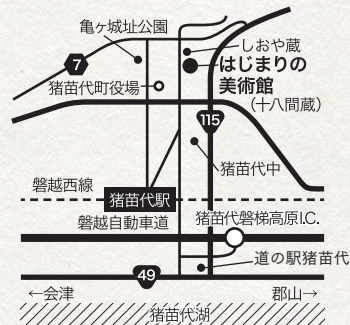 亀ヶ城址公園
しおや蔵
7
はじまりの
美術館
(十八間蔵)
猪苗代町役場
115
猪苗代中
磐越西線
猪苗代駅
猪苗代磐梯高原I.C.
磐越自動車道
道の駅猪苗代
49
←会津
郡山→
猪苗代湖